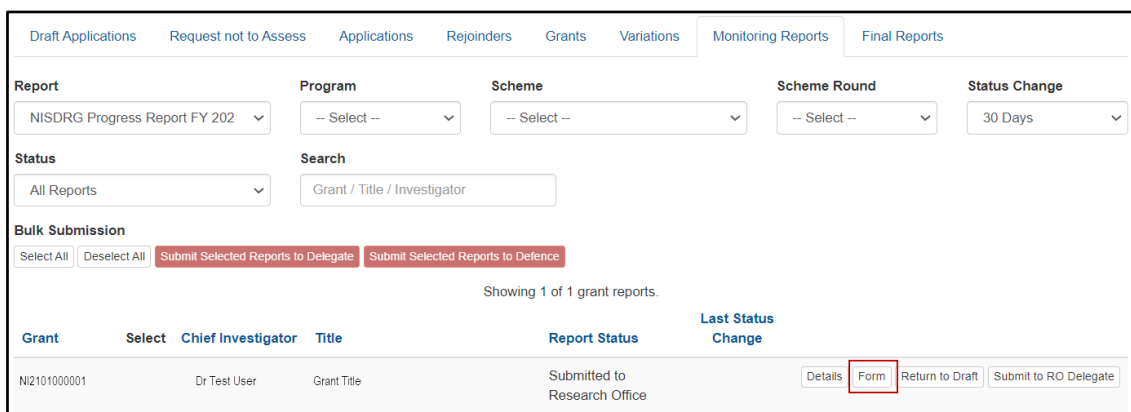 Draft Applications Request not to Assess Applications Rejoinders Grants Variations Monitoring Reports Final Reports
Report Program Scheme Scheme Round Status Change
NISDRG Progress Report FY 202 -- Select -- -- Select -- -- Select -- 30 Days
Status Search
All Reports Grant / Title / Investigator
Bulk Submission
Select All Deselect All Submit Selected Reports to Delegate Submit Selected Reports to Defence
Showing 1 of 1 grant reports.
Grant Select Chief Investigator Title Report Status Last Status
Change
NI2101000001 Dr Test User Grant Title Submitted to Details Form Return to Draft Submit to RO Delegate
Research Office